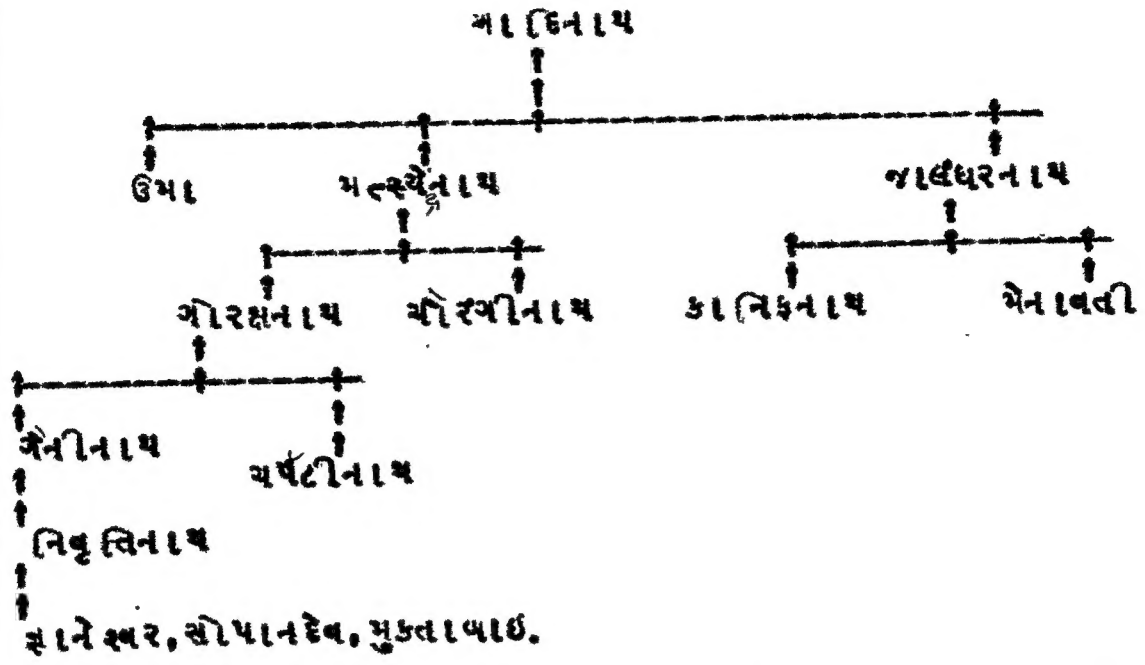 આદિનાથ
ઉમા મત્સ્યેન્દ્રનાથ જાલંધરનાથ
ગોરક્ષનાથ ચૌરંગીનાથ કાનિફનાથ મેનાવતી
ગૈનીનાથ
ચર્પટીનાથ
નિવૃત્તિનાથ
જ્ઞાનેશ્વર, સોપાનદેવ, મુક્તાબાઈ.